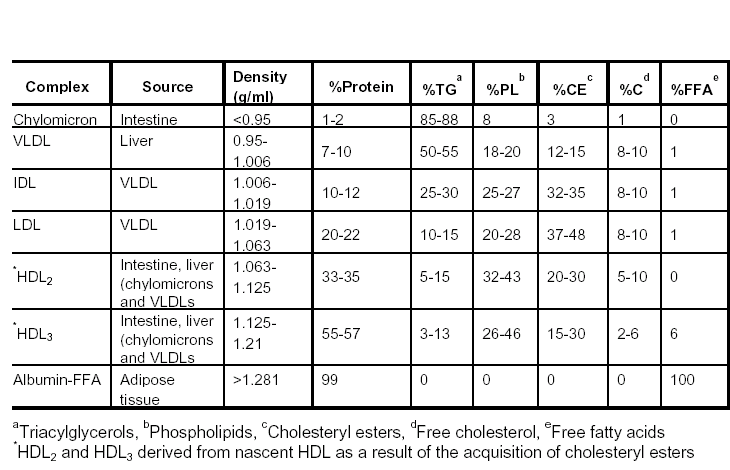 Complex Source Density (g/ml) %Protein %TGᵃ %PLᵇ %CEᶜ %Cᵈ %FFAᵉ
Chylomicron Intestine <0.95 1-2 85-88 8 3 1 0
VLDL Liver 0.95-1.006 7-10 50-55 18-20 12-15 8-10 1
IDL VLDL 1.006-1.019 10-12 25-30 25-27 32-35 8-10 1
LDL VLDL 1.019-1.063 20-22 10-15 20-28 37-48 8-10 1
*HDL₂ Intestine, liver (chylomicrons and VLDLs 1.063-1.125 33-35 5-15 32-43 20-30 5-10 0
*HDL₃ Intestine, liver (chylomicrons and VLDLs 1.125-1.21 55-57 3-13 26-46 15-30 2-6 6
Albumin-FFA Adipose tissue >1.281 99 0 0 0 0 100
ᵃTriacylglycerols, ᵇPhospholipids, ᶜCholesteryl esters, ᵈFree cholesterol, ᵉFree fatty acids
*HDL₂ and HDL₃ derived from nascent HDL as a result of the acquisition of cholesteryl esters